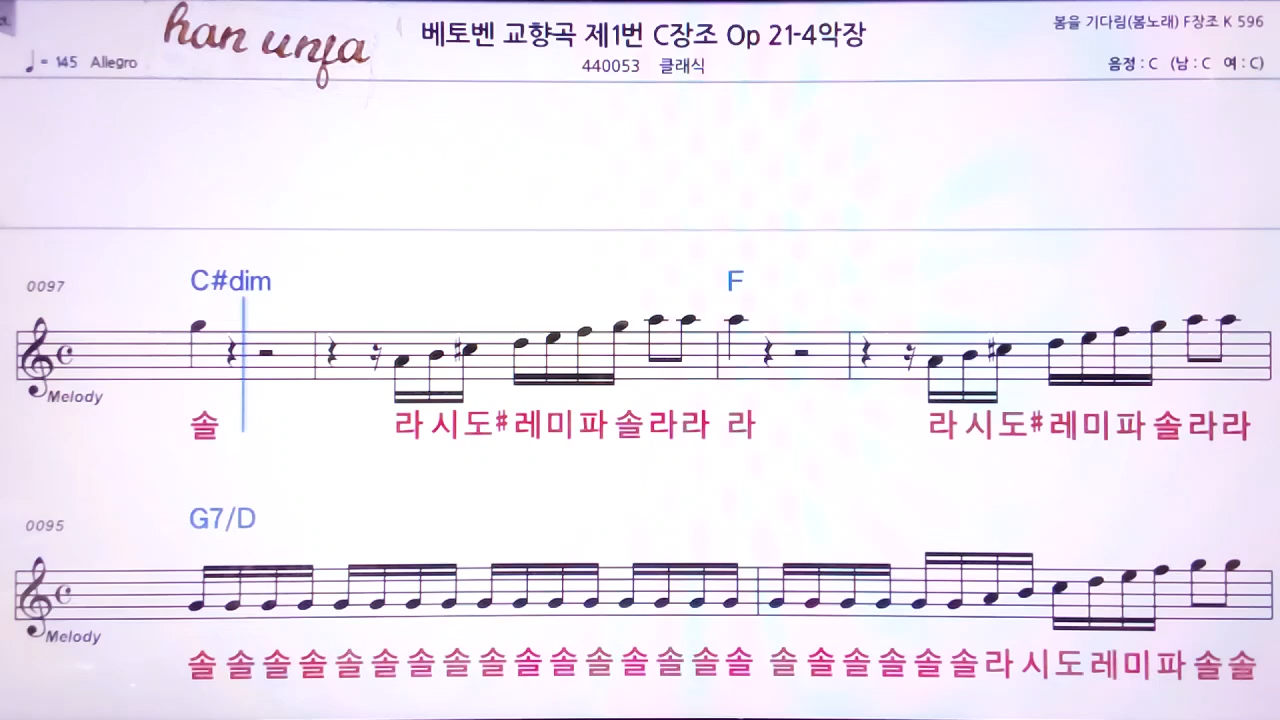 han unja
베토벤 교향곡 제1번 C장조 Op 21-4악장
봄을 기다림(봄노래) F장조 K 596
♩ = 145 Allegro
440053 클래식
음정 : C (남 : C 여 : C)
0097
C#dim F
Melody
솔 라 시 도# 레 미 파 솔 라 라 라 라 시 도# 레 미 파 솔 라 라
0095
G7/D
Melody
솔 솔 솔 솔 솔 솔 솔 솔 솔 솔 솔 솔 솔 솔 솔 솔 솔 솔 솔 솔 솔 솔 라 시 도 레 미 파 솔 솔